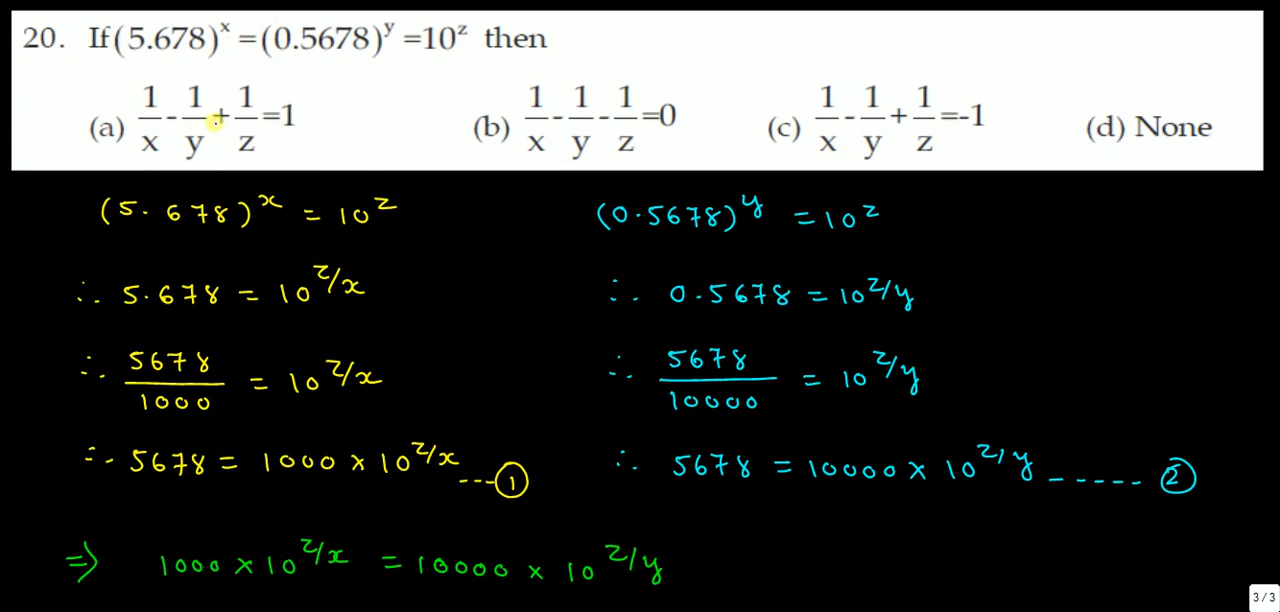 20. If (5.678)^x = (0.5678)^y = 10^z then
(a) 1/x - 1/y + 1/z = 1 (b) 1/x - 1/y - 1/z = 0 (c) 1/x - 1/y + 1/z = -1 (d) None
(5.678)^x = 10^z
∴ 5.678 = 10^z/x
∴ 5678/1000 = 10^z/x
∴ 5678 = 1000 × 10^z/x ---①
(0.5678)^y = 10^z
∴ 0.5678 = 10^z/y
∴ 5678/10000 = 10^z/y
∴ 5678 = 10000 × 10^z/y ----- ②
⇒ 1000 × 10^z/x = 10000 × 10^z/y
3/3